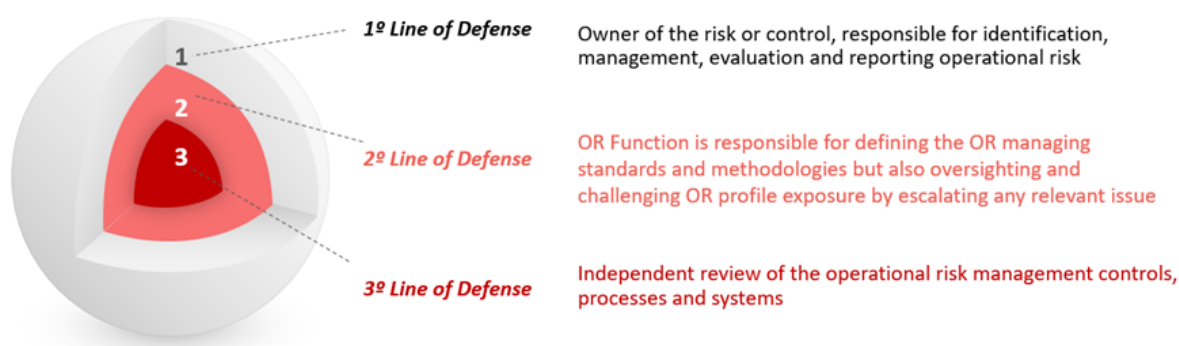 1
2
3
1º Line of Defense
Owner of the risk or control, responsible for identification,
management, evaluation and reporting operational risk
2º Line of Defense
OR Function is responsible for defining the OR managing
standards and methodologies but also oversighting and
challenging OR profile exposure by escalating any relevant issue
3º Line of Defense
Independent review of the operational risk management controls,
processes and systems